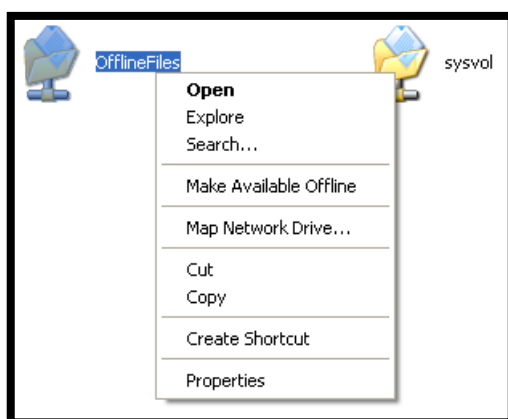 OfflineFiles
sysvol
Open
Explore
Search...
Make Available Offline
Map Network Drive...
Cut
Copy
Create Shortcut
Properties